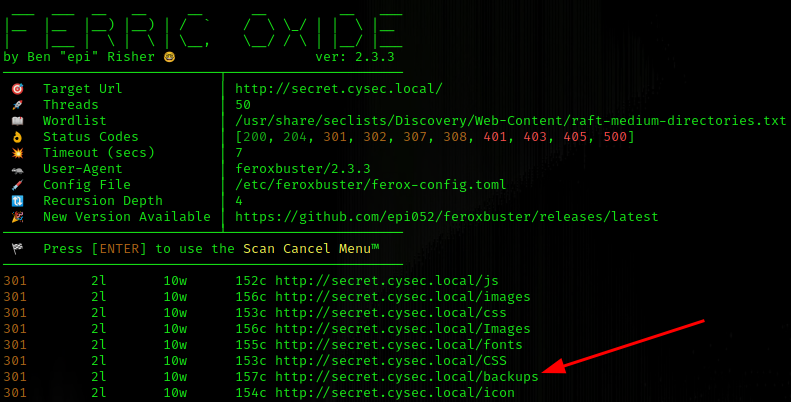 FERRIC OXIDE
by Ben "epi" Risher 🤓 ver: 2.3.3
🎯 Target Url │ http://secret.cysec.local/
🚀 Threads │ 50
📖 Wordlist │ /usr/share/seclists/Discovery/Web-Content/raft-medium-directories.txt
👌 Status Codes │ [200, 204, 301, 302, 307, 308, 401, 403, 405, 500]
💥 Timeout (secs) │ 7
🦡 User-Agent │ feroxbuster/2.3.3
💉 Config File │ /etc/feroxbuster/ferox-config.toml
🔃 Recursion Depth │ 4
🎉 New Version Available │ https://github.com/epi052/feroxbuster/releases/latest
🏁 Press [ENTER] to use the Scan Cancel Menu™
301 2l 10w 152c http://secret.cysec.local/js
301 2l 10w 156c http://secret.cysec.local/images
301 2l 10w 153c http://secret.cysec.local/css
301 2l 10w 156c http://secret.cysec.local/Images
301 2l 10w 155c http://secret.cysec.local/fonts
301 2l 10w 153c http://secret.cysec.local/CSS
301 2l 10w 157c http://secret.cysec.local/backups
301 2l 10w 154c http://secret.cysec.local/icon